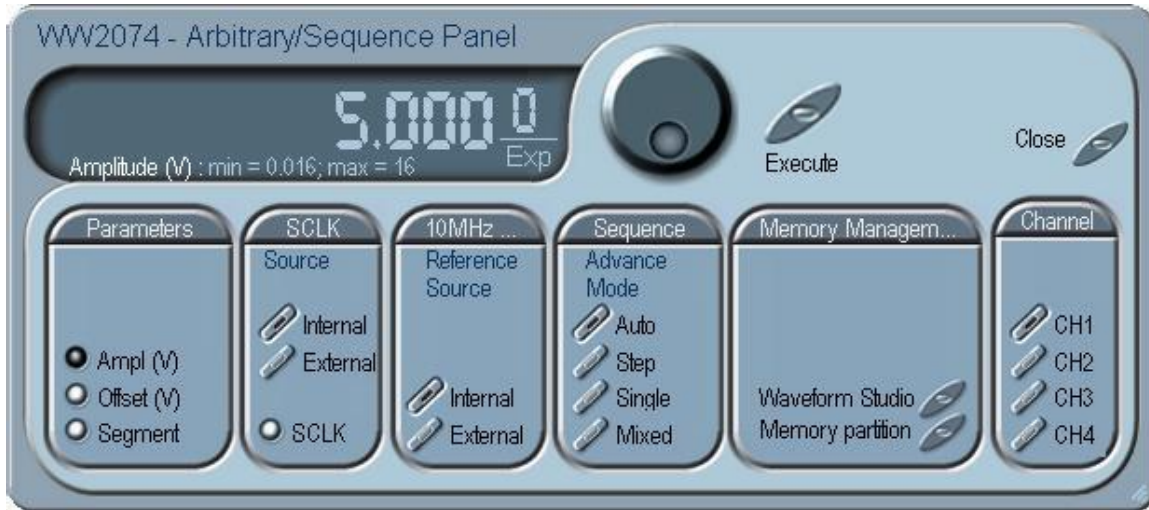 WW2074 - Arbitrary/Sequence Panel
5.000 0
Exp
Amplitude (V) : min = 0.016; max = 16
Execute
Close
Parameters
Ampl (V)
Offset (V)
Segment
SCLK
Source
Internal
External
SCLK
10MHz ...
Reference
Source
Internal
External
Sequence
Advance
Mode
Auto
Step
Single
Mixed
Memory Managem...
Waveform Studio
Memory partition
Channel
CH1
CH2
CH3
CH4